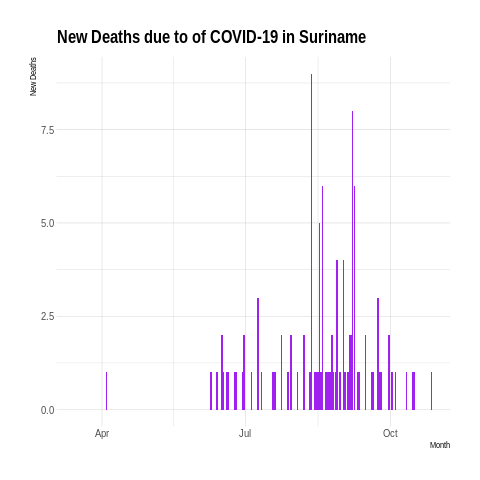 New Deaths due to of COVID-19 in Suriname
New Deaths
7.5
5.0
2.5
0.0
Apr Jul Oct
Month